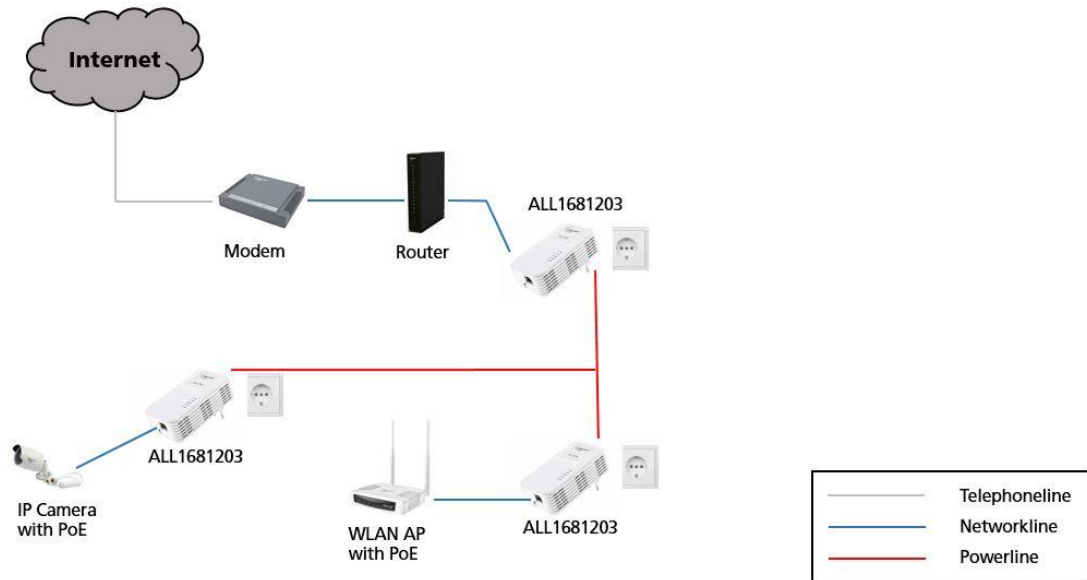 Internet
Modem
Router
ALL1681203
ALL1681203
IP Camera
with PoE
WLAN AP
with PoE
ALL1681203
Telephoneline
Networkline
Powerline